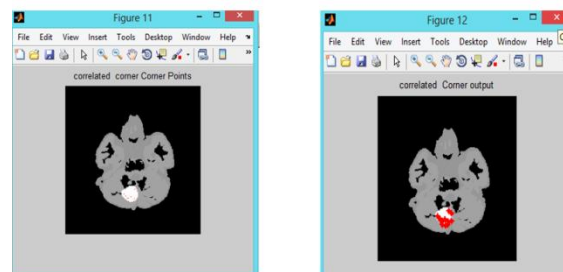 Figure 11
File Edit View Insert Tools Desktop Window Help
correlated corner Corner Points
Figure 12
File Edit View Insert Tools Desktop Window Help
correlated Corner output